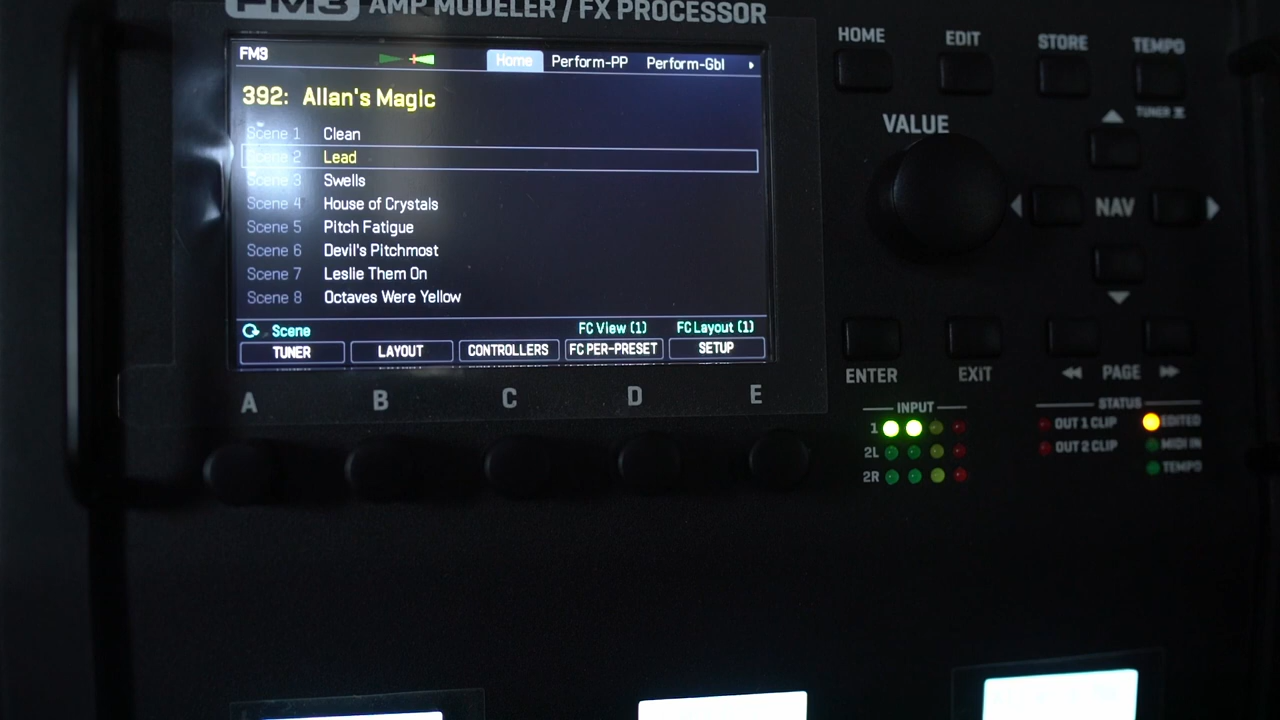 FM3 AMP MODELER / FX PROCESSOR
FM3 Home Perform-PP Perform-Gbl
392: Allan's Magic
Scene 1 Clean
Scene 2 Lead
Scene 3 Swells
Scene 4 House of Crystals
Scene 5 Pitch Fatigue
Scene 6 Devil's Pitchmost
Scene 7 Leslie Them On
Scene 8 Octaves Were Yellow
Scene FC View (1) FC Layout (1)
TUNER LAYOUT CONTROLLERS FC PER-PRESET SETUP
A B C D E
HOME EDIT STORE TEMPO
TUNER
VALUE
NAV
ENTER EXIT PAGE
INPUT
1
2L
2R
STATUS
OUT 1 CLIP EDITED
OUT 2 CLIP MIDI IN
TEMPO